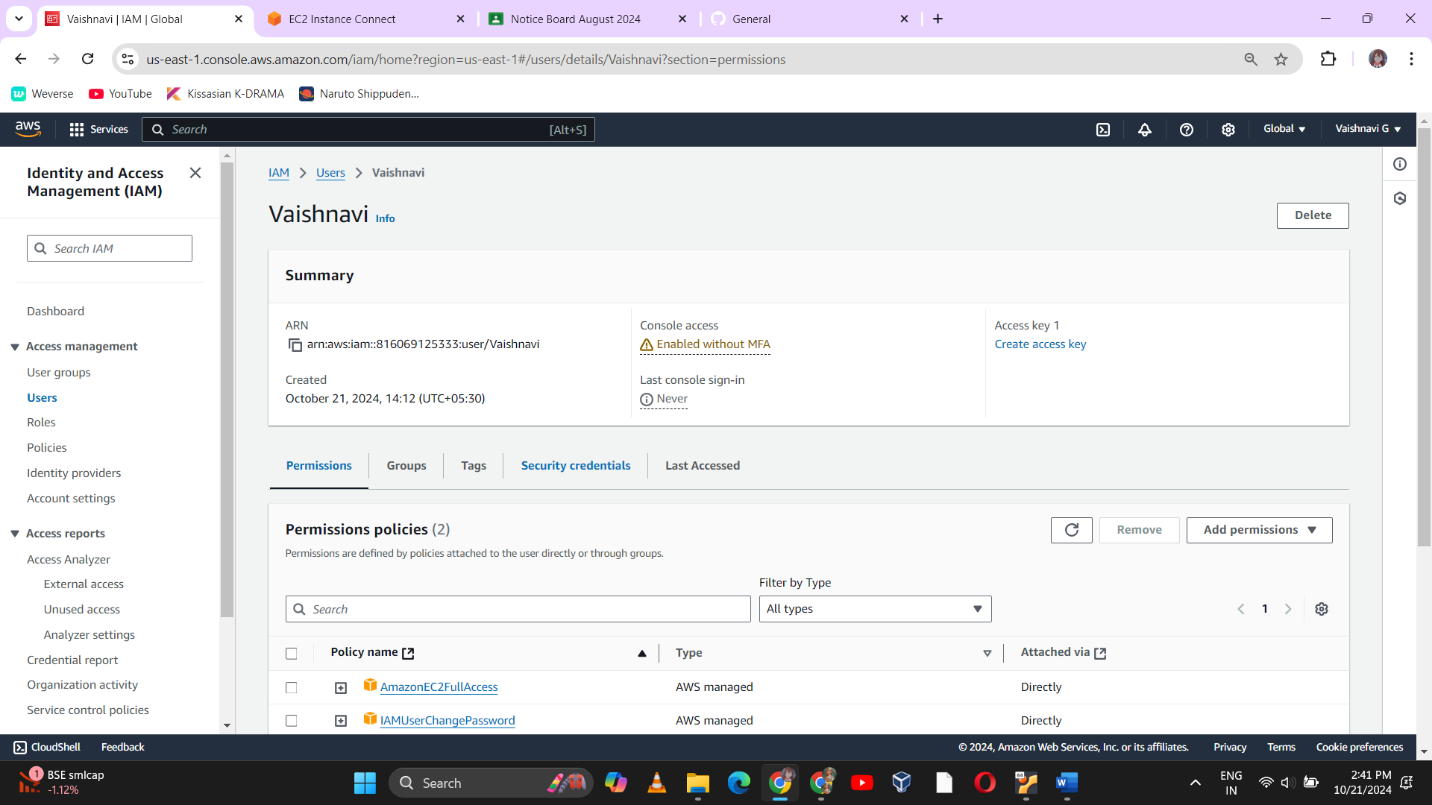 Vaishnavi | IAM | Global
EC2 Instance Connect
Notice Board August 2024
General
us-east-1.console.aws.amazon.com/iam/home?region=us-east-1#/users/details/Vaishnavi?section=permissions
Weverse
YouTube
Kissasian K-DRAMA
Naruto Shippuden...
aws
Services
Search
[Alt+S]
Global
Vaishnavi G
Identity and Access
Management (IAM)
Search IAM
Dashboard
Access management
User groups
Users
Roles
Policies
Identity providers
Account settings
Access reports
Access Analyzer
External access
Unused access
Analyzer settings
Credential report
Organization activity
Service control policies
IAM > Users > Vaishnavi
Vaishnavi Info
Delete
Summary
ARN
arn:aws:iam::816069125333:user/Vaishnavi
Created
October 21, 2024, 14:12 (UTC+05:30)
Console access
Enabled without MFA
Last console sign-in
Never
Access key 1
Create access key
Permissions
Groups
Tags
Security credentials
Last Accessed
Permissions policies (2)
Remove
Add permissions
Permissions are defined by policies attached to the user directly or through groups.
Filter by Type
Search
All types
1
Policy name
Type
Attached via
AmazonEC2FullAccess
AWS managed
Directly
IAMUserChangePassword
AWS managed
Directly
CloudShell
Feedback
© 2024, Amazon Web Services, Inc. or its affiliates.
Privacy
Terms
Cookie preferences
1
BSE smlcap
-1.12%
Search
ENG
IN
2:41 PM
10/21/2024